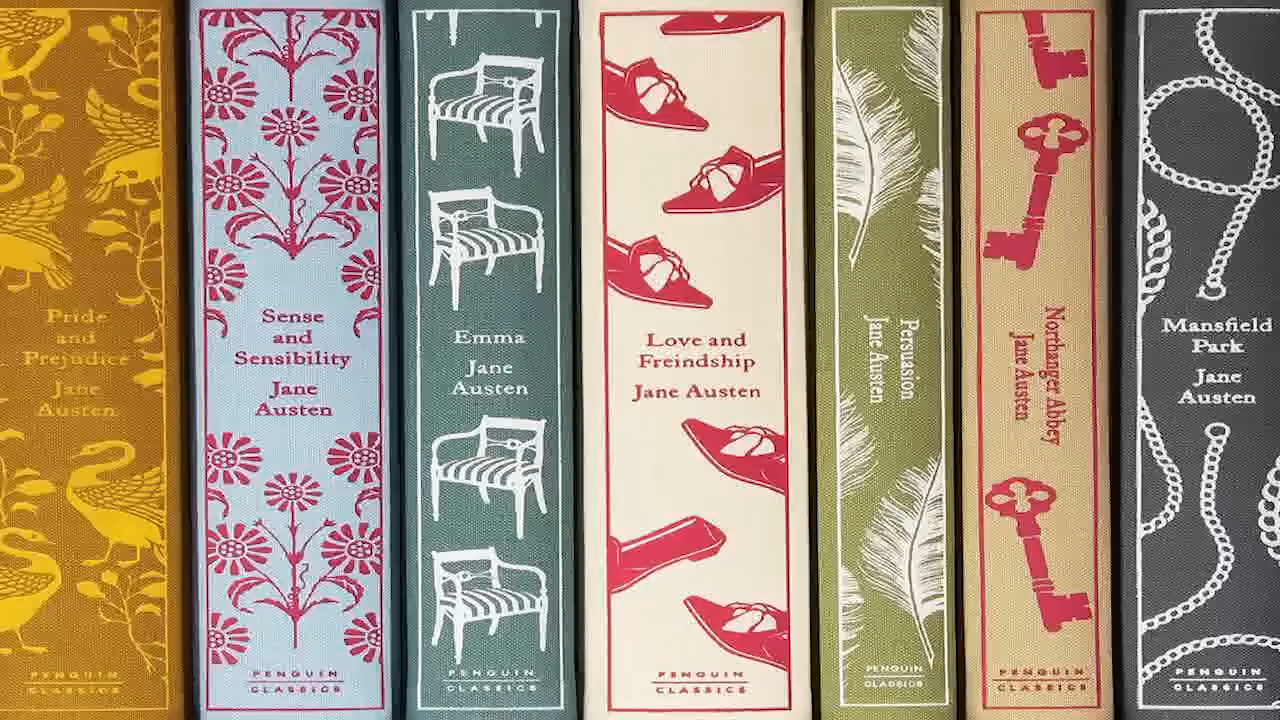 Pride
and
Prejudice
Jane
Austen
Sense
and
Sensibility
Jane
Austen
PENGUIN
CLASSICS
Emma
Jane
Austen
PENGUIN
CLASSICS
Love and
Freindship
Jane Austen
PENGUIN
CLASSICS
Persuasion
Jane Austen
PENGUIN
CLASSICS
Northanger Abbey
Jane Austen
PENGUIN
CLASSICS
Mansfield
Park
Jane
Austen
PENGUIN
CLASSICS
PENGUIN
CLASSICS